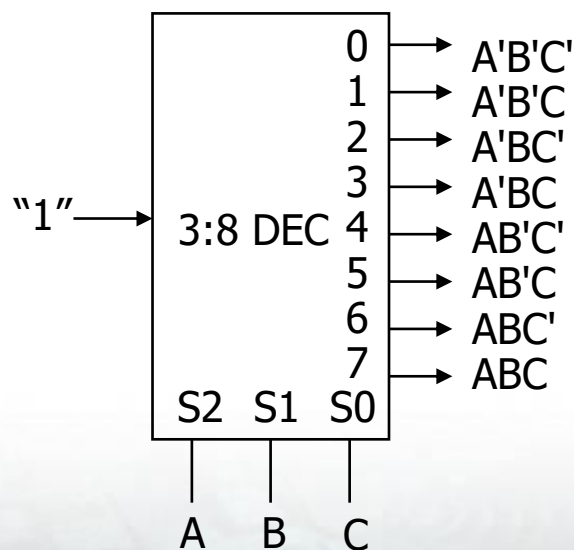 0 A'B'C'
1 A'B'C
2 A'BC'
3 A'BC
“1” 3:8 DEC 4 AB'C'
5 AB'C
6 ABC'
7 ABC
S2 S1 S0
A B C